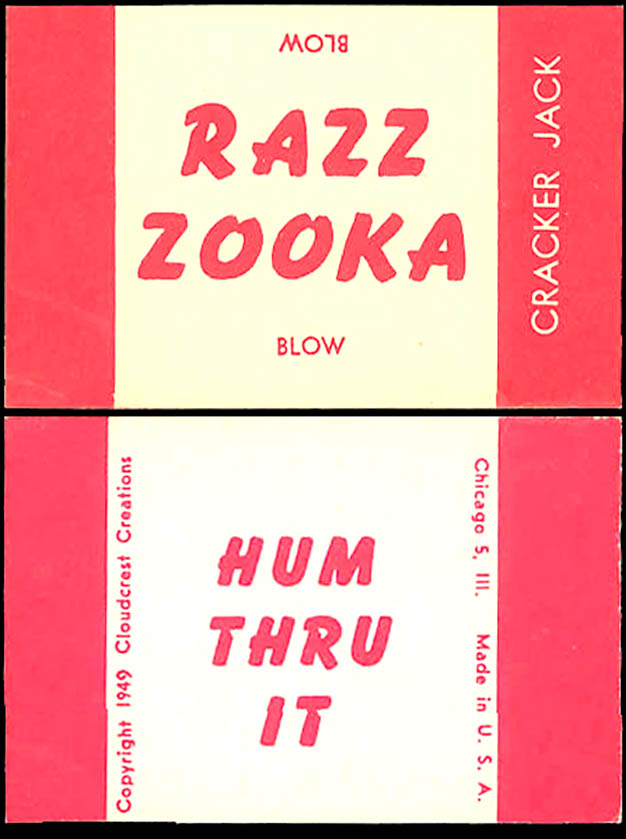 BLOW
RAZZ
ZOOKA
BLOW
CRACKER JACK
Copyright 1949 Cloudcrest Creations
HUM
THRU
IT
Chicago 5, Ill. Made in U. S. A.